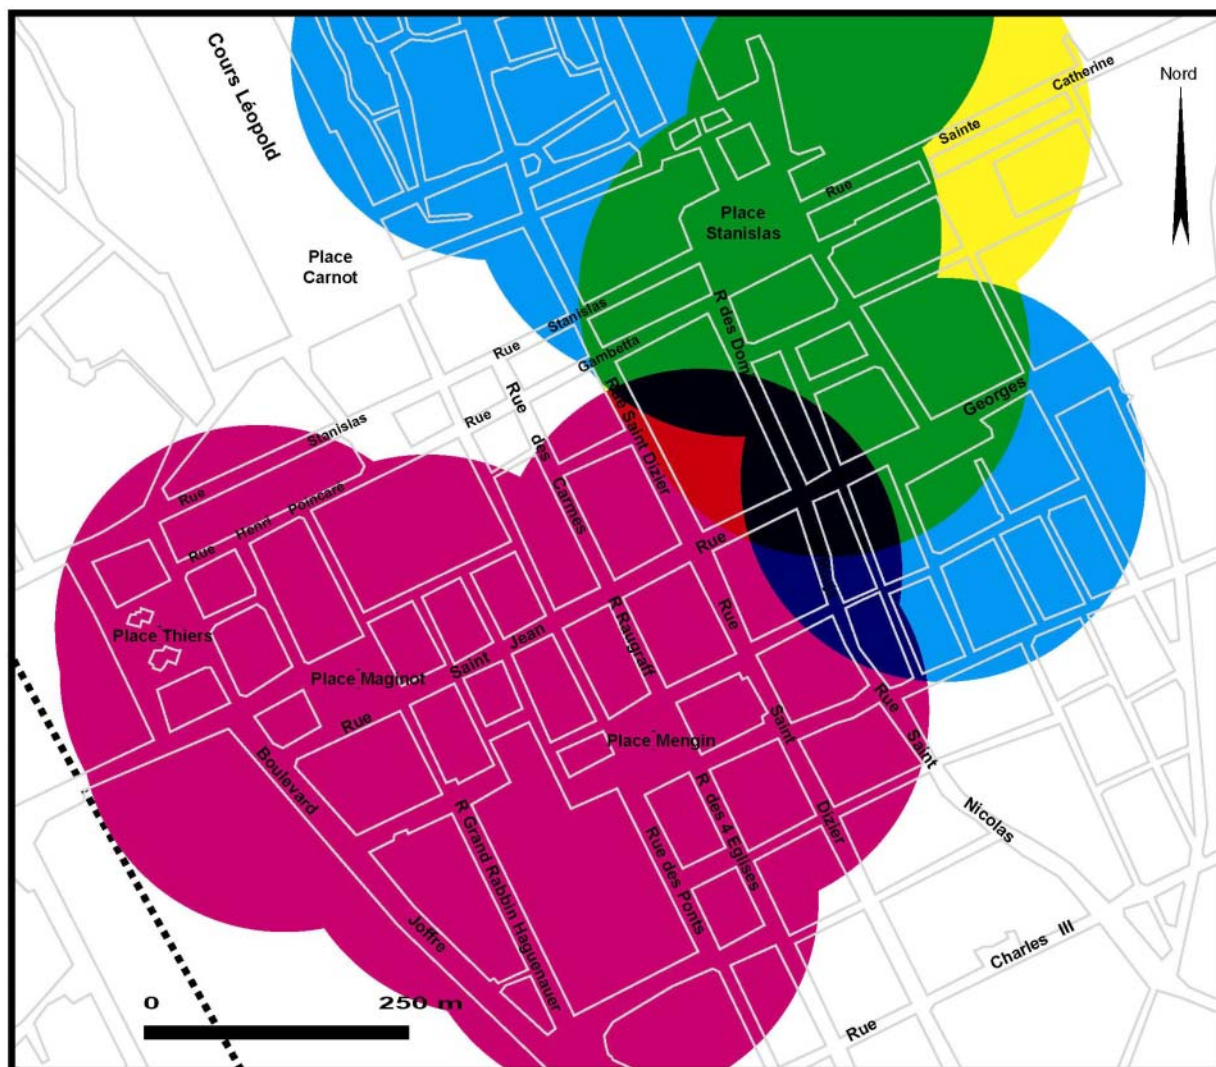 Cours Léopold
Nord
Catherine
Sainte
Rue
Place
Stanislas
Place
Carnot
R des Dom
Stanislas
Rue
Gambetta
Rue
Georges
Rue Saint Dizier
Rue
des
Carmes
Stanislas
Rue
Poincaré
Henri
Rue
Rue
Place Thiers
Jean
Saint
Place Maginot
Rue
R Raugraff
Rue
Saint
Dizier
Place Mengin
Rue
Saint
Nicolas
Boulevard
Joffre
R Grand Rabbin Haguenauer
Rue des Ponts
R des 4 Eglises
Charles III
Rue
0 250 m